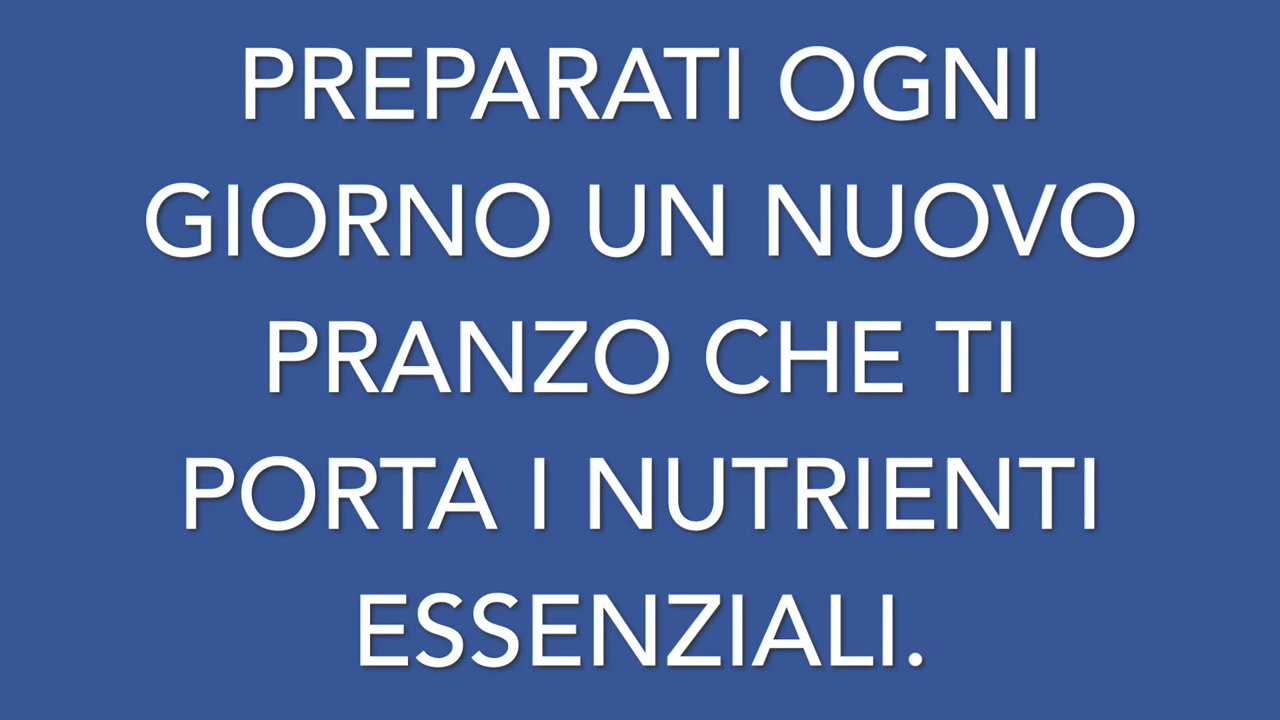 PREPARATI OGNI
GIORNO UN NUOVO
PRANZO CHE TI
PORTA I NUTRIENTI
ESSENZIALI.